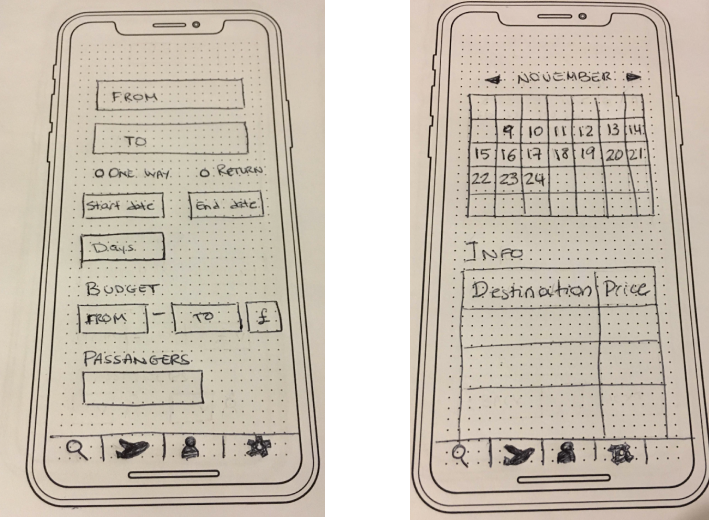 FROM
TO
ONE WAY RETURN
Start date End date
Days
BUDGET
FROM - TO £
PASSANGERS
NOVEMBER
9 10 11 12 13 14
15 16 17 18 19 20 21
22 23 24
INFO
Destination Price